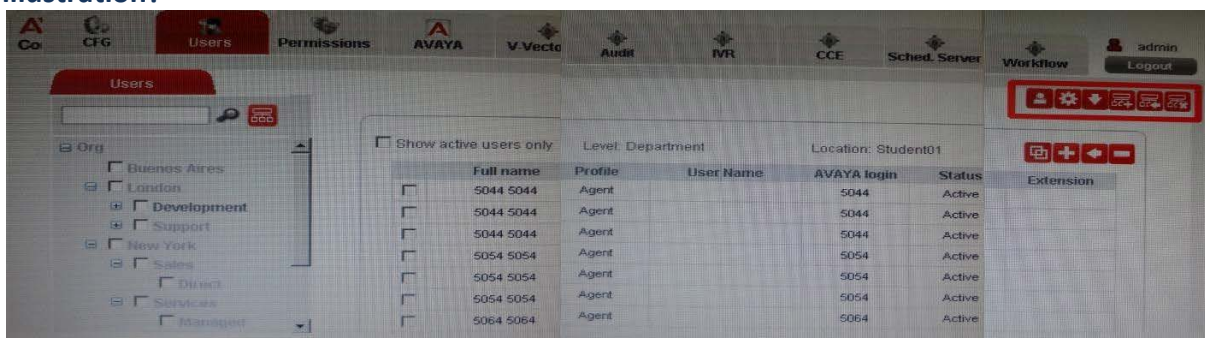 illustration?
A Co
CFG
Users
Permissions
AVAYA
V.Vecto
Audit
IVR
CCE
Sched. Server
Workflow
admin
Logout
Users
Org
Buenos Aires
London
Development
Support
New York
Sales
Direct
Services
Managed
Show active users only
Level: Department
Location: Student01
Full name Profile User Name AVAYA login Status Extension
5044 5044 Agent 5044 Active
5044 5044 Agent 5044 Active
5044 5044 Agent 5044 Active
5054 5054 Agent 5054 Active
5054 5054 Agent 5054 Active
5054 5054 Agent 5054 Active
5064 5064 Agent 5064 Active